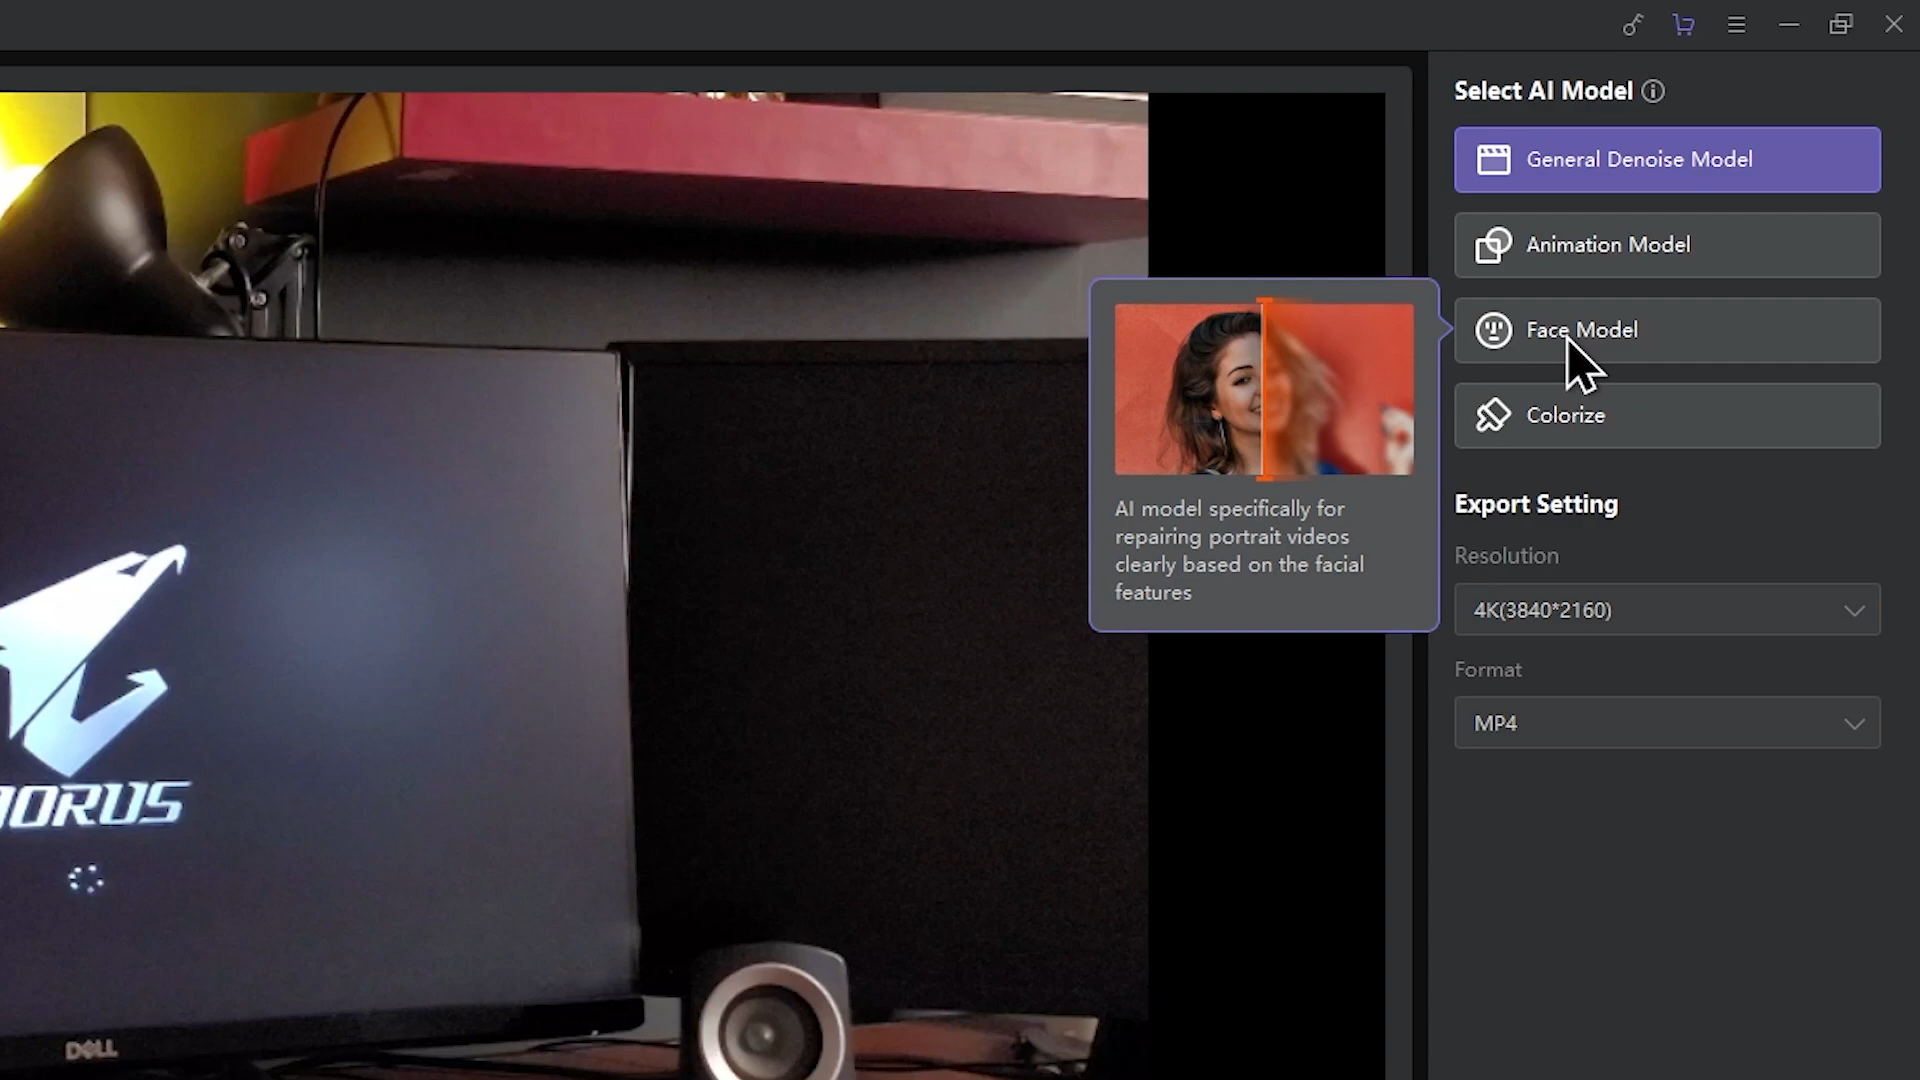 Select AI Model
General Denoise Model
Animation Model
Face Model
Colorize
AI model specifically for
repairing portrait videos
clearly based on the facial
features
Export Setting
Resolution
4K(3840*2160)
Format
MP4
AORUS
DELL